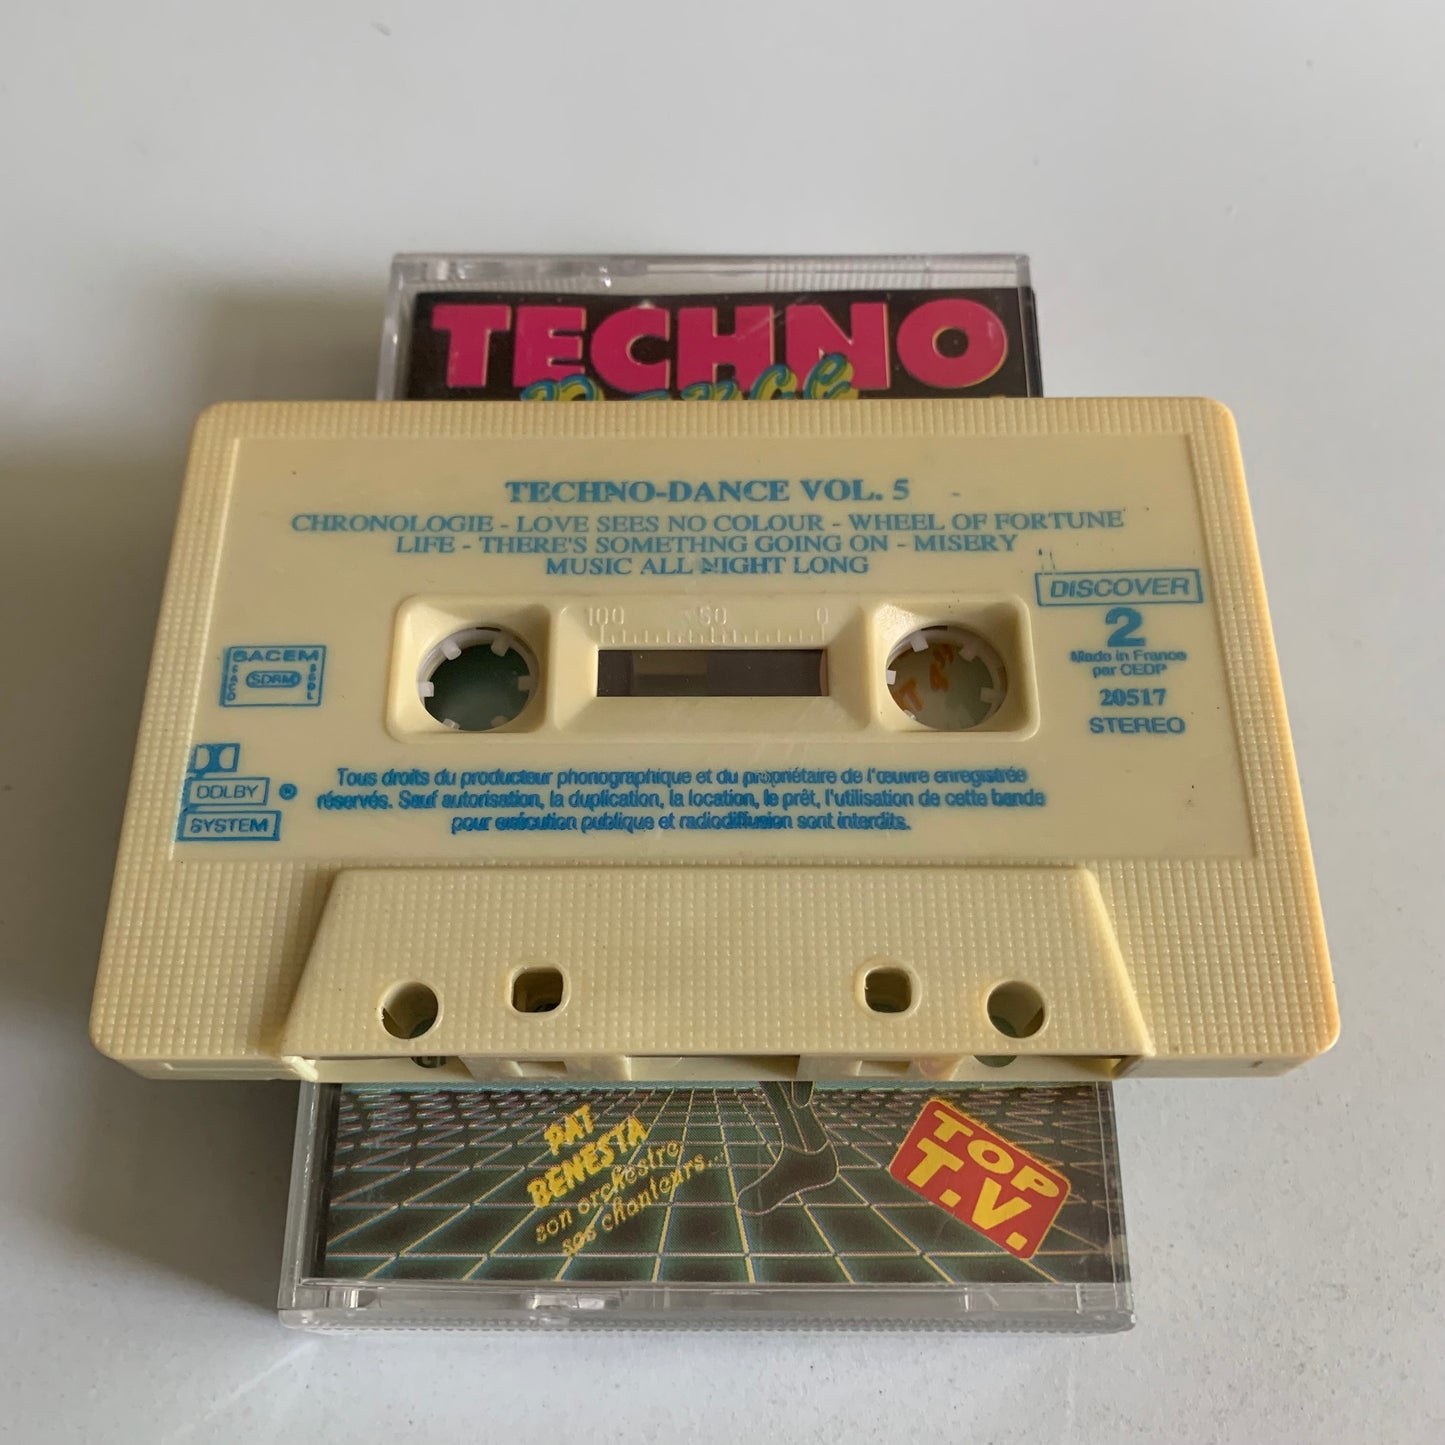 TECHNO
Dance
TECHNO-DANCE VOL. 5
CHRONOLOGIE - LOVE SEES NO COLOUR - WHEEL OF FORTUNE
LIFE - THERE'S SOMETHNG GOING ON - MISERY
MUSIC ALL NIGHT LONG
100 50 0
DISCOVER
2
Made in France
par CEDP
20517
STEREO
SACEM
SACD
SDRM
SGDL
DOLBY ®
SYSTEM
Tous droits du producteur phonographique et du propriétaire de l'œuvre enregistrée
réservés. Sauf autorisation, la duplication, la location, le prêt, l'utilisation de cette bande
pour exécution publique et radiodiffusion sont interdits.
PAT
BENESTA
son orchestre
ses chanteurs...
TOP
T.V.